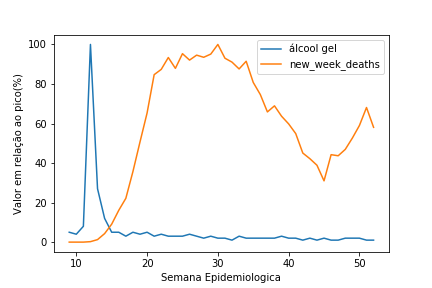 álcool gel
new_week_deaths
Valor em relação ao pico(%)
100
80
60
40
20
0
10 20 30 40 50
Semana Epidemiologica